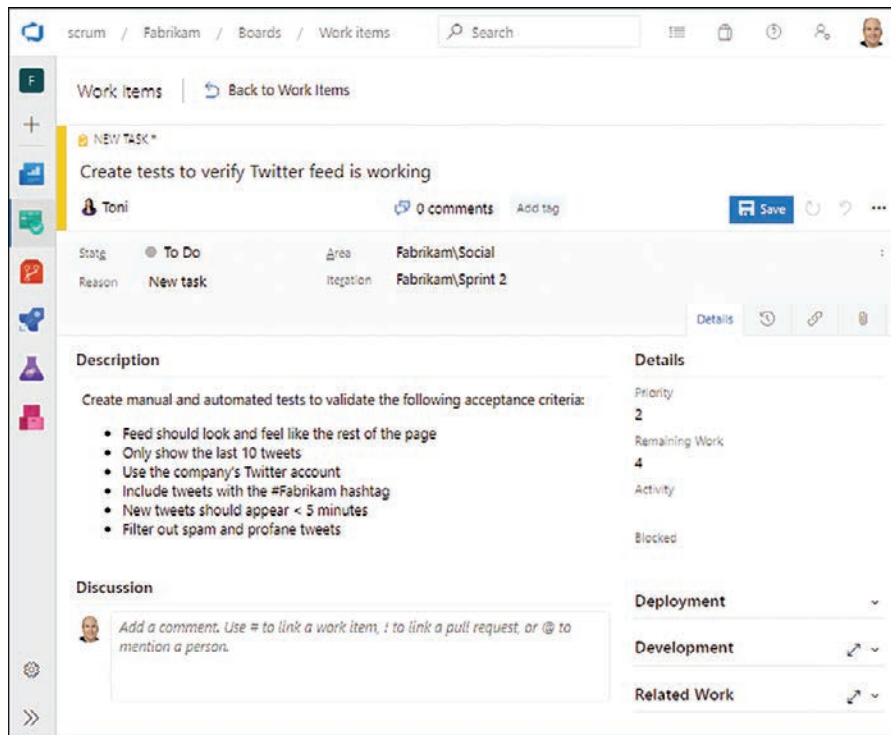 scrum / Fabrikam / Boards / Work items Search
F
Work Items Back to Work Items
NEW TASK *
Create tests to verify Twitter feed is working
Toni 0 comments Add tag Save
State To Do Area Fabrikam\Social
Reason New task Iteration Fabrikam\Sprint 2
Details
Description Details
Create manual and automated tests to validate the following acceptance criteria:
• Feed should look and feel like the rest of the page
• Only show the last 10 tweets
• Use the company's Twitter account
• Include tweets with the #Fabrikam hashtag
• New tweets should appear < 5 minutes
• Filter out spam and profane tweets
Priority
2
Remaining Work
4
Activity
Blocked
Discussion
Add a comment. Use # to link a work item, ! to link a pull request, or @ to
mention a person.
Deployment
Development
Related Work